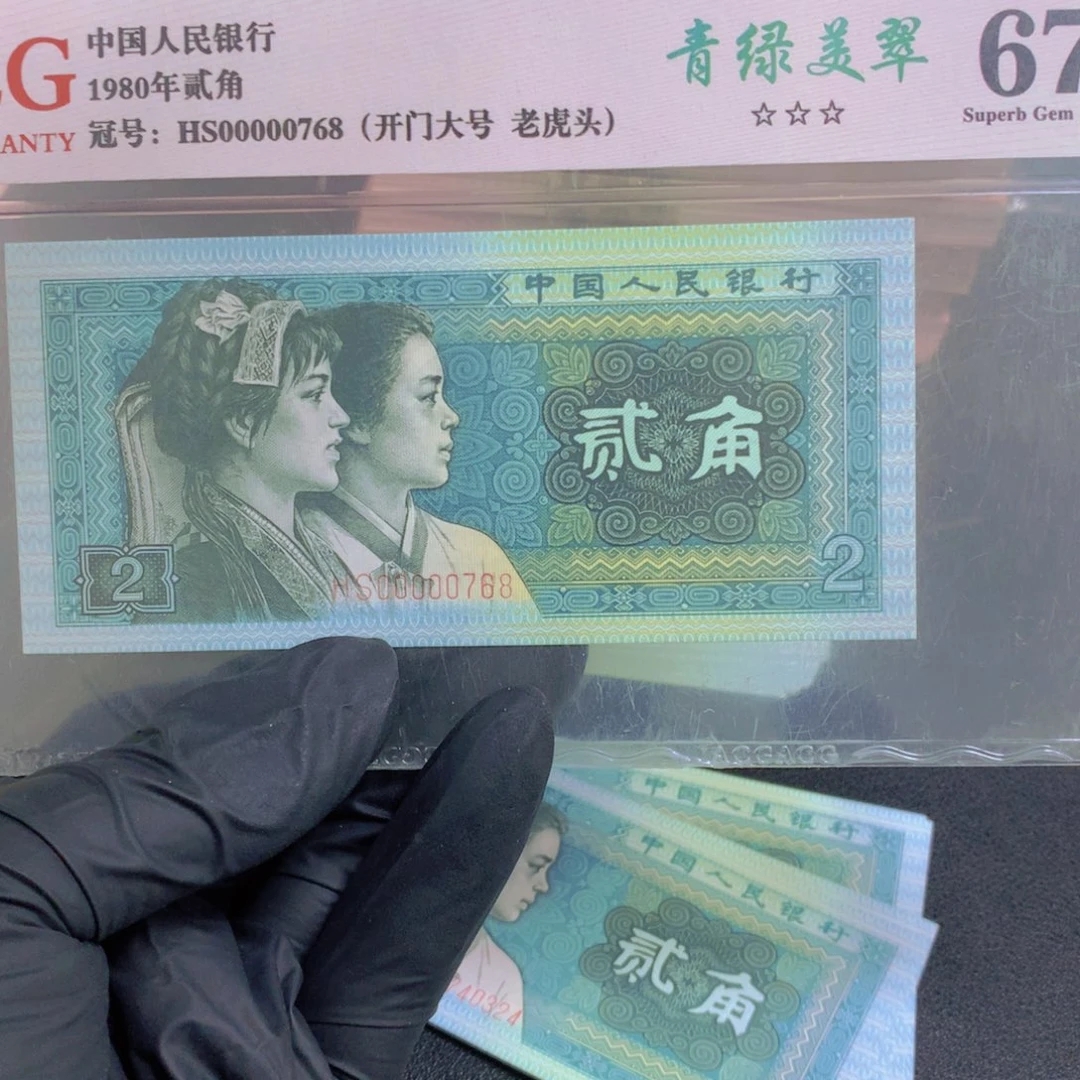 G
ANTY
中国人民银行
1980年贰角
冠号：HS00000768（开门大号 老虎头）
青绿美翠
☆☆☆
67
Superb Gem
中国人民银行
贰角
2
2
HS00000768
ACGACG
中国人民银行
中国人民银行
贰角
240324